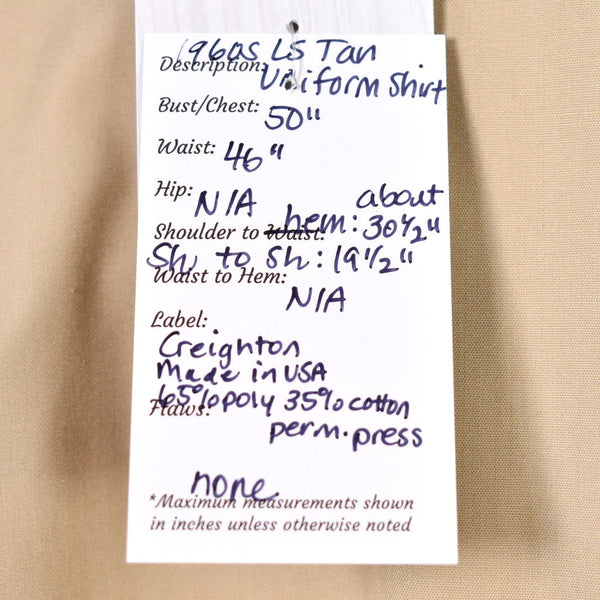 1960s LS Tan
Description: Uniform Shirt
Bust/Chest: 50"
Waist: 46"
Hip: N/A about
Shoulder to Waist: hem: 30 1/2"
Sh to Sh: 19 1/2"
Waist to Hem:
N/A
Label:
Creighton
Made in USA
65% poly 35% cotton
Flaws:
perm. press
none
*Maximum measurements shown
in inches unless otherwise noted